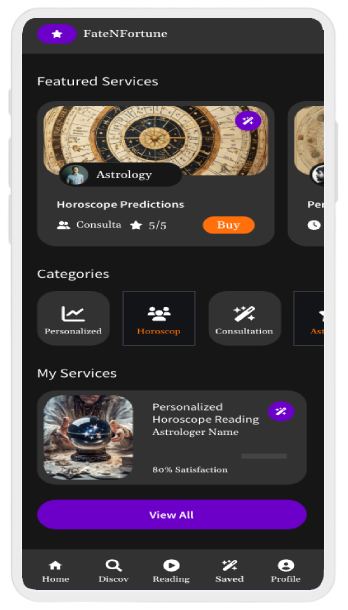 FateNFortune
Featured Services
Astrology
Horoscope Predictions
Per
Consulta
5/5
Buy
Categories
Personalized
Horoscop
Consultation
Ast
My Services
Personalized
Horoscope Reading
Astrologer Name
80% Satisfaction
View All
Home
Discov
Reading
Saved
Profile